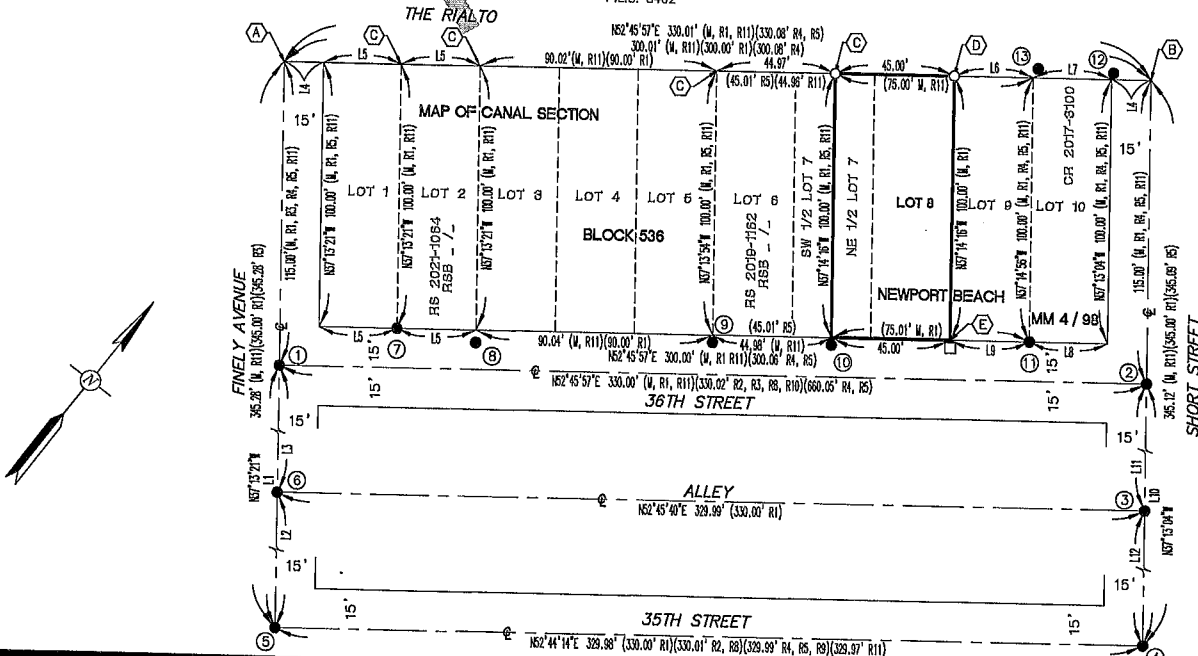 THE RIALTO
N52°45'57"E 330.01' (M, R1, R11)(330.08' R4, R5)
300.01' (M, R11)(300.00' R1)(300.08' R4)
A
C
C
C
C
D
B
13
12
L5
L5
90.02'(M, R11)(90.00' R1)
44.97'
(45.01' R5)(44.98' R11)
45.00'
(75.00' M, R11)
L6
L7
L4
L4
15'
15'
MAP OF CANAL SECTION
115.00'(M, R1, R3, R4, R5, R11)
N37°13'21"W 100.00' (M, R1, R5, R11)
N37°13'21"W 100.00' (M, R1, R11)
N37°13'21"W 100.00' (M, R1, R11)
N37°13'54"W 100.00' (M, R1, R5, R11)
N37°14'16"W 100.00' (M, R1, R5, R11)
N37°14'16"W 100.00' (M, R1)
N37°14'56"W 100.00' (M, R1, R4, R5, R11)
N37°13'04"W 100.00' (M, R1, R4, R5, R11)
115.00' (M, R1, R4, R5, R11)
LOT 1
LOT 2
LOT 3
LOT 4
LOT 5
LOT 6
SW 1/2 LOT 7
NE 1/2 LOT 7
LOT 8
LOT 9
LOT 10
CR 2017-3100
RS 2021-1064
RSB _ /_
BLOCK 536
RS 2019-1162
RSB _ /_
NEWPORT BEACH
MM 4 / 98
FINELY AVENUE
345.28' (M, R11)(345.00' R1)(345.28' R3)
SHORT STREET
345.12' (M, R11)(345.00' R1)(345.09' R5)
L5
L5
15'
7
8
9
10
E
11
(45.01' R5)
90.04' (M, R11)(90.00' R1)
44.98' (M, R11)
(75.01' M, R1)
45.00'
L9
L8
N52°45'57"E 300.00' (M, R1 R11)(300.06' R4, R5)
1
2
15'
15'
N52°45'57"E 330.00' (M, R1, R11)(330.02' R2, R3, R8, R10)(660.05' R4, R5)
36TH STREET
15'
15'
15'
15'
N
N37°13'21"W
L1
L3
6
ALLEY
N52°45'40"E 329.99' (330.00' R1)
3
L11
L10
N37°13'04"W
L2
L12
15'
15'
15'
15'
35TH STREET
5
N52°44'14"E 329.98' (330.00' R1)(330.01' R2, R8)(329.99' R4, R5, R9)(329.97' R11)